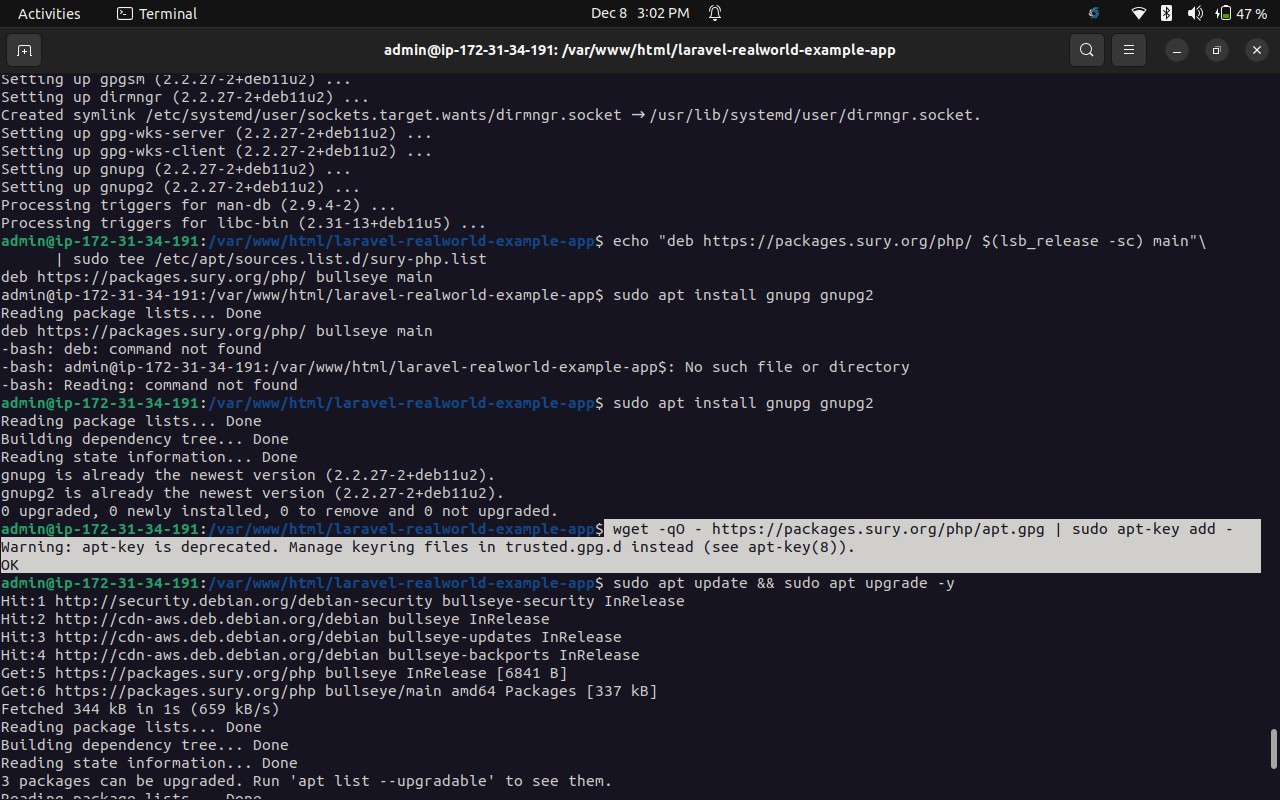 Activities Terminal Dec 8 3:02 PM 47 %
admin@ip-172-31-34-191: /var/www/html/laravel-realworld-example-app
Setting up gpgsm (2.2.27-2+deb11u2) ...
Setting up dirmngr (2.2.27-2+deb11u2) ...
Created symlink /etc/systemd/user/sockets.target.wants/dirmngr.socket → /usr/lib/systemd/user/dirmngr.socket.
Setting up gpg-wks-server (2.2.27-2+deb11u2) ...
Setting up gpg-wks-client (2.2.27-2+deb11u2) ...
Setting up gnupg (2.2.27-2+deb11u2) ...
Setting up gnupg2 (2.2.27-2+deb11u2) ...
Processing triggers for man-db (2.9.4-2) ...
Processing triggers for libc-bin (2.31-13+deb11u5) ...
admin@ip-172-31-34-191:/var/www/html/laravel-realworld-example-app$ echo "deb https://packages.sury.org/php/ $(lsb_release -sc) main"\
      | sudo tee /etc/apt/sources.list.d/sury-php.list
deb https://packages.sury.org/php/ bullseye main
admin@ip-172-31-34-191:/var/www/html/laravel-realworld-example-app$ sudo apt install gnupg gnupg2
Reading package lists... Done
deb https://packages.sury.org/php/ bullseye main
-bash: deb: command not found
-bash: admin@ip-172-31-34-191:/var/www/html/laravel-realworld-example-app$: No such file or directory
-bash: Reading: command not found
admin@ip-172-31-34-191:/var/www/html/laravel-realworld-example-app$ sudo apt install gnupg gnupg2
Reading package lists... Done
Building dependency tree... Done
Reading state information... Done
gnupg is already the newest version (2.2.27-2+deb11u2).
gnupg2 is already the newest version (2.2.27-2+deb11u2).
0 upgraded, 0 newly installed, 0 to remove and 0 not upgraded.
admin@ip-172-31-34-191:/var/www/html/laravel-realworld-example-app$ wget -qO - https://packages.sury.org/php/apt.gpg | sudo apt-key add -
Warning: apt-key is deprecated. Manage keyring files in trusted.gpg.d instead (see apt-key(8)).
OK
admin@ip-172-31-34-191:/var/www/html/laravel-realworld-example-app$ sudo apt update && sudo apt upgrade -y
Hit:1 http://security.debian.org/debian-security bullseye-security InRelease
Hit:2 http://cdn-aws.deb.debian.org/debian bullseye InRelease
Hit:3 http://cdn-aws.deb.debian.org/debian bullseye-updates InRelease
Hit:4 http://cdn-aws.deb.debian.org/debian bullseye-backports InRelease
Get:5 https://packages.sury.org/php bullseye InRelease [6841 B]
Get:6 https://packages.sury.org/php bullseye/main amd64 Packages [337 kB]
Fetched 344 kB in 1s (659 kB/s)
Reading package lists... Done
Building dependency tree... Done
Reading state information... Done
3 packages can be upgraded. Run 'apt list --upgradable' to see them.
Reading package lists... Done